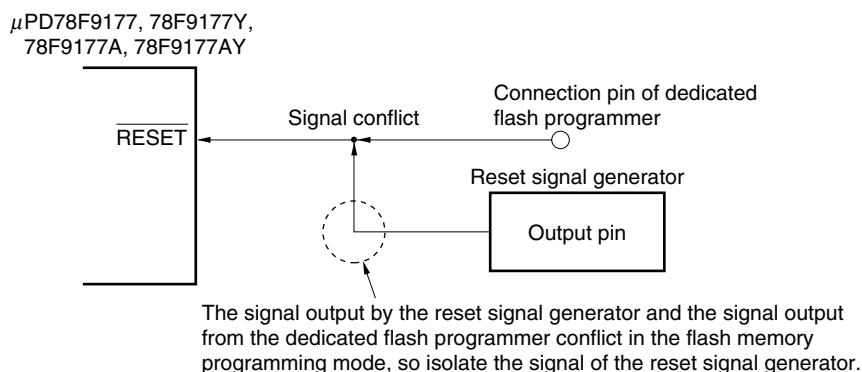 μPD78F9177, 78F9177Y,
78F9177A, 78F9177AY
RESET
Signal conflict
Connection pin of dedicated
flash programmer
Reset signal generator
Output pin
The signal output by the reset signal generator and the signal output
from the dedicated flash programmer conflict in the flash memory
programming mode, so isolate the signal of the reset signal generator.